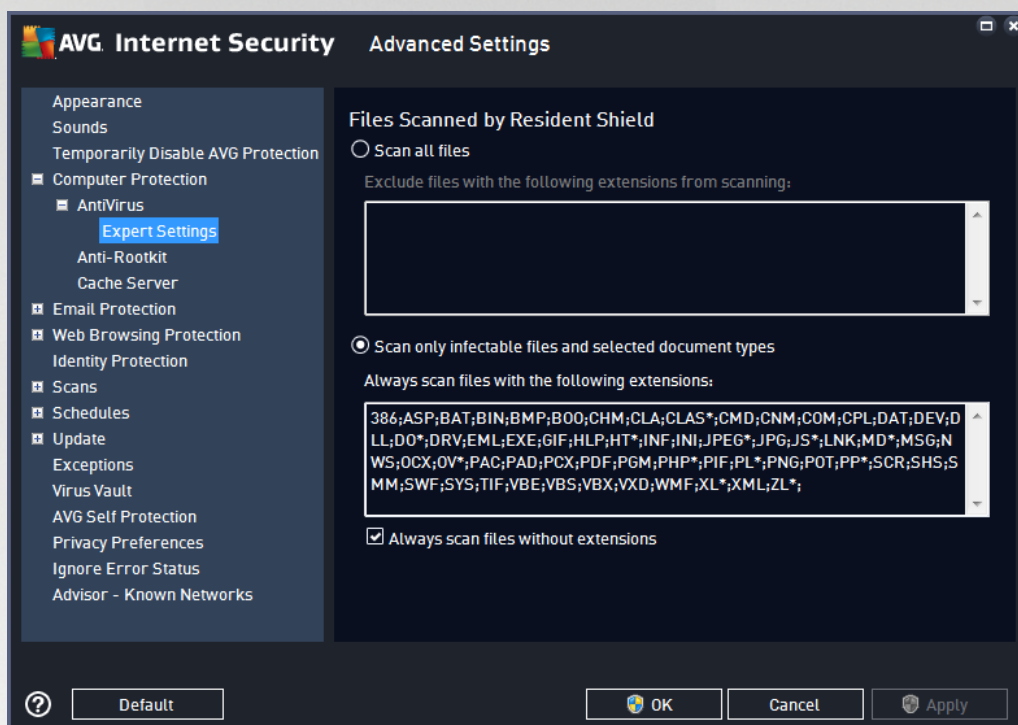 AVG. Internet Security Advanced Settings
Appearance
Sounds
Temporarily Disable AVG Protection
Computer Protection
AntiVirus
Expert Settings
Anti-Rootkit
Cache Server
Email Protection
Web Browsing Protection
Identity Protection
Scans
Schedules
Update
Exceptions
Virus Vault
AVG Self Protection
Privacy Preferences
Ignore Error Status
Advisor - Known Networks
Files Scanned by Resident Shield
Scan all files
Exclude files with the following extensions from scanning:
Scan only infectable files and selected document types
Always scan files with the following extensions:
386;ASP;BAT;BIN;BMP;BOO;CHM;CLA;CLAS*;CMD;CNM;COM;CPL;DAT;DEV;D
LL;DO*;DRV;EML;EXE;GIF;HLP;HT*;INF;INI;JPEG*;JPG;JS*;LNK;MD*;MSG;N
WS;OCX;OV*;PAC;PAD;PCX;PDF;PGM;PHP*;PIF;PL*;PNG;POT;PP*;SCR;SHS;S
MM;SWF;SYS;TIF;VBE;VBS;VBX;VXD;WMF;XL*;XML;ZL*;
Always scan files without extensions
? Default OK Cancel Apply